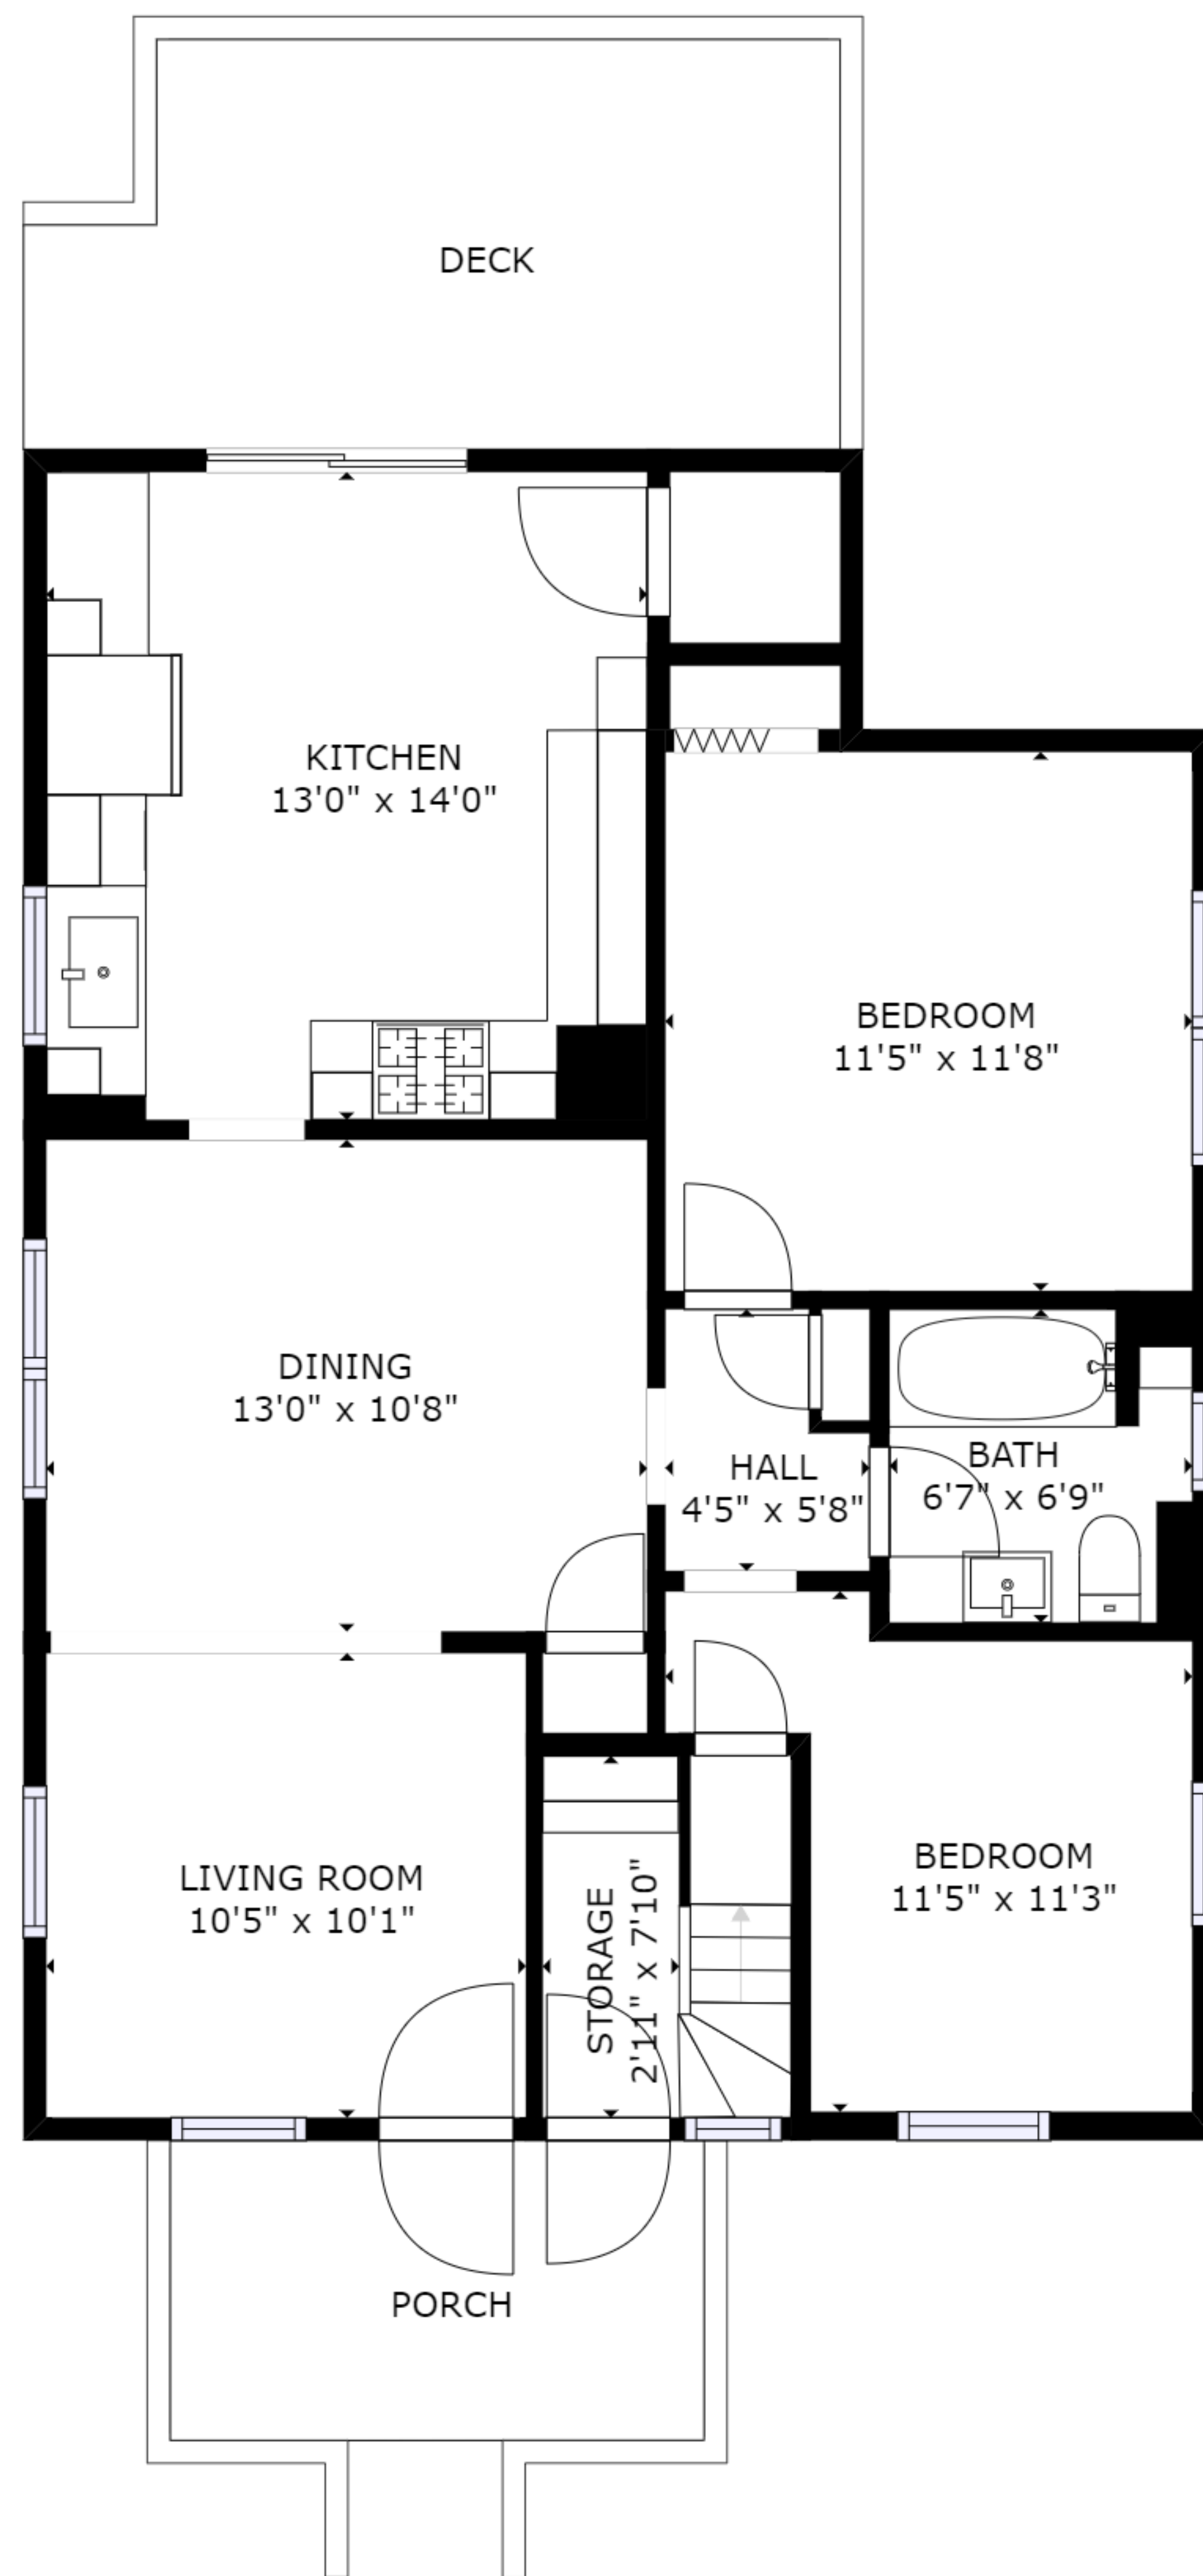 DECK
KITCHEN
13'0" x 14'0"
BEDROOM
11'5" x 11'8"
DINING
13'0" x 10'8"
HALL
4'5" x 5'8"
BATH
6'7" x 6'9"
LIVING ROOM
10'5" x 10'1"
STORAGE
2'11" x 7'10"
BEDROOM
11'5" x 11'3"
PORCH